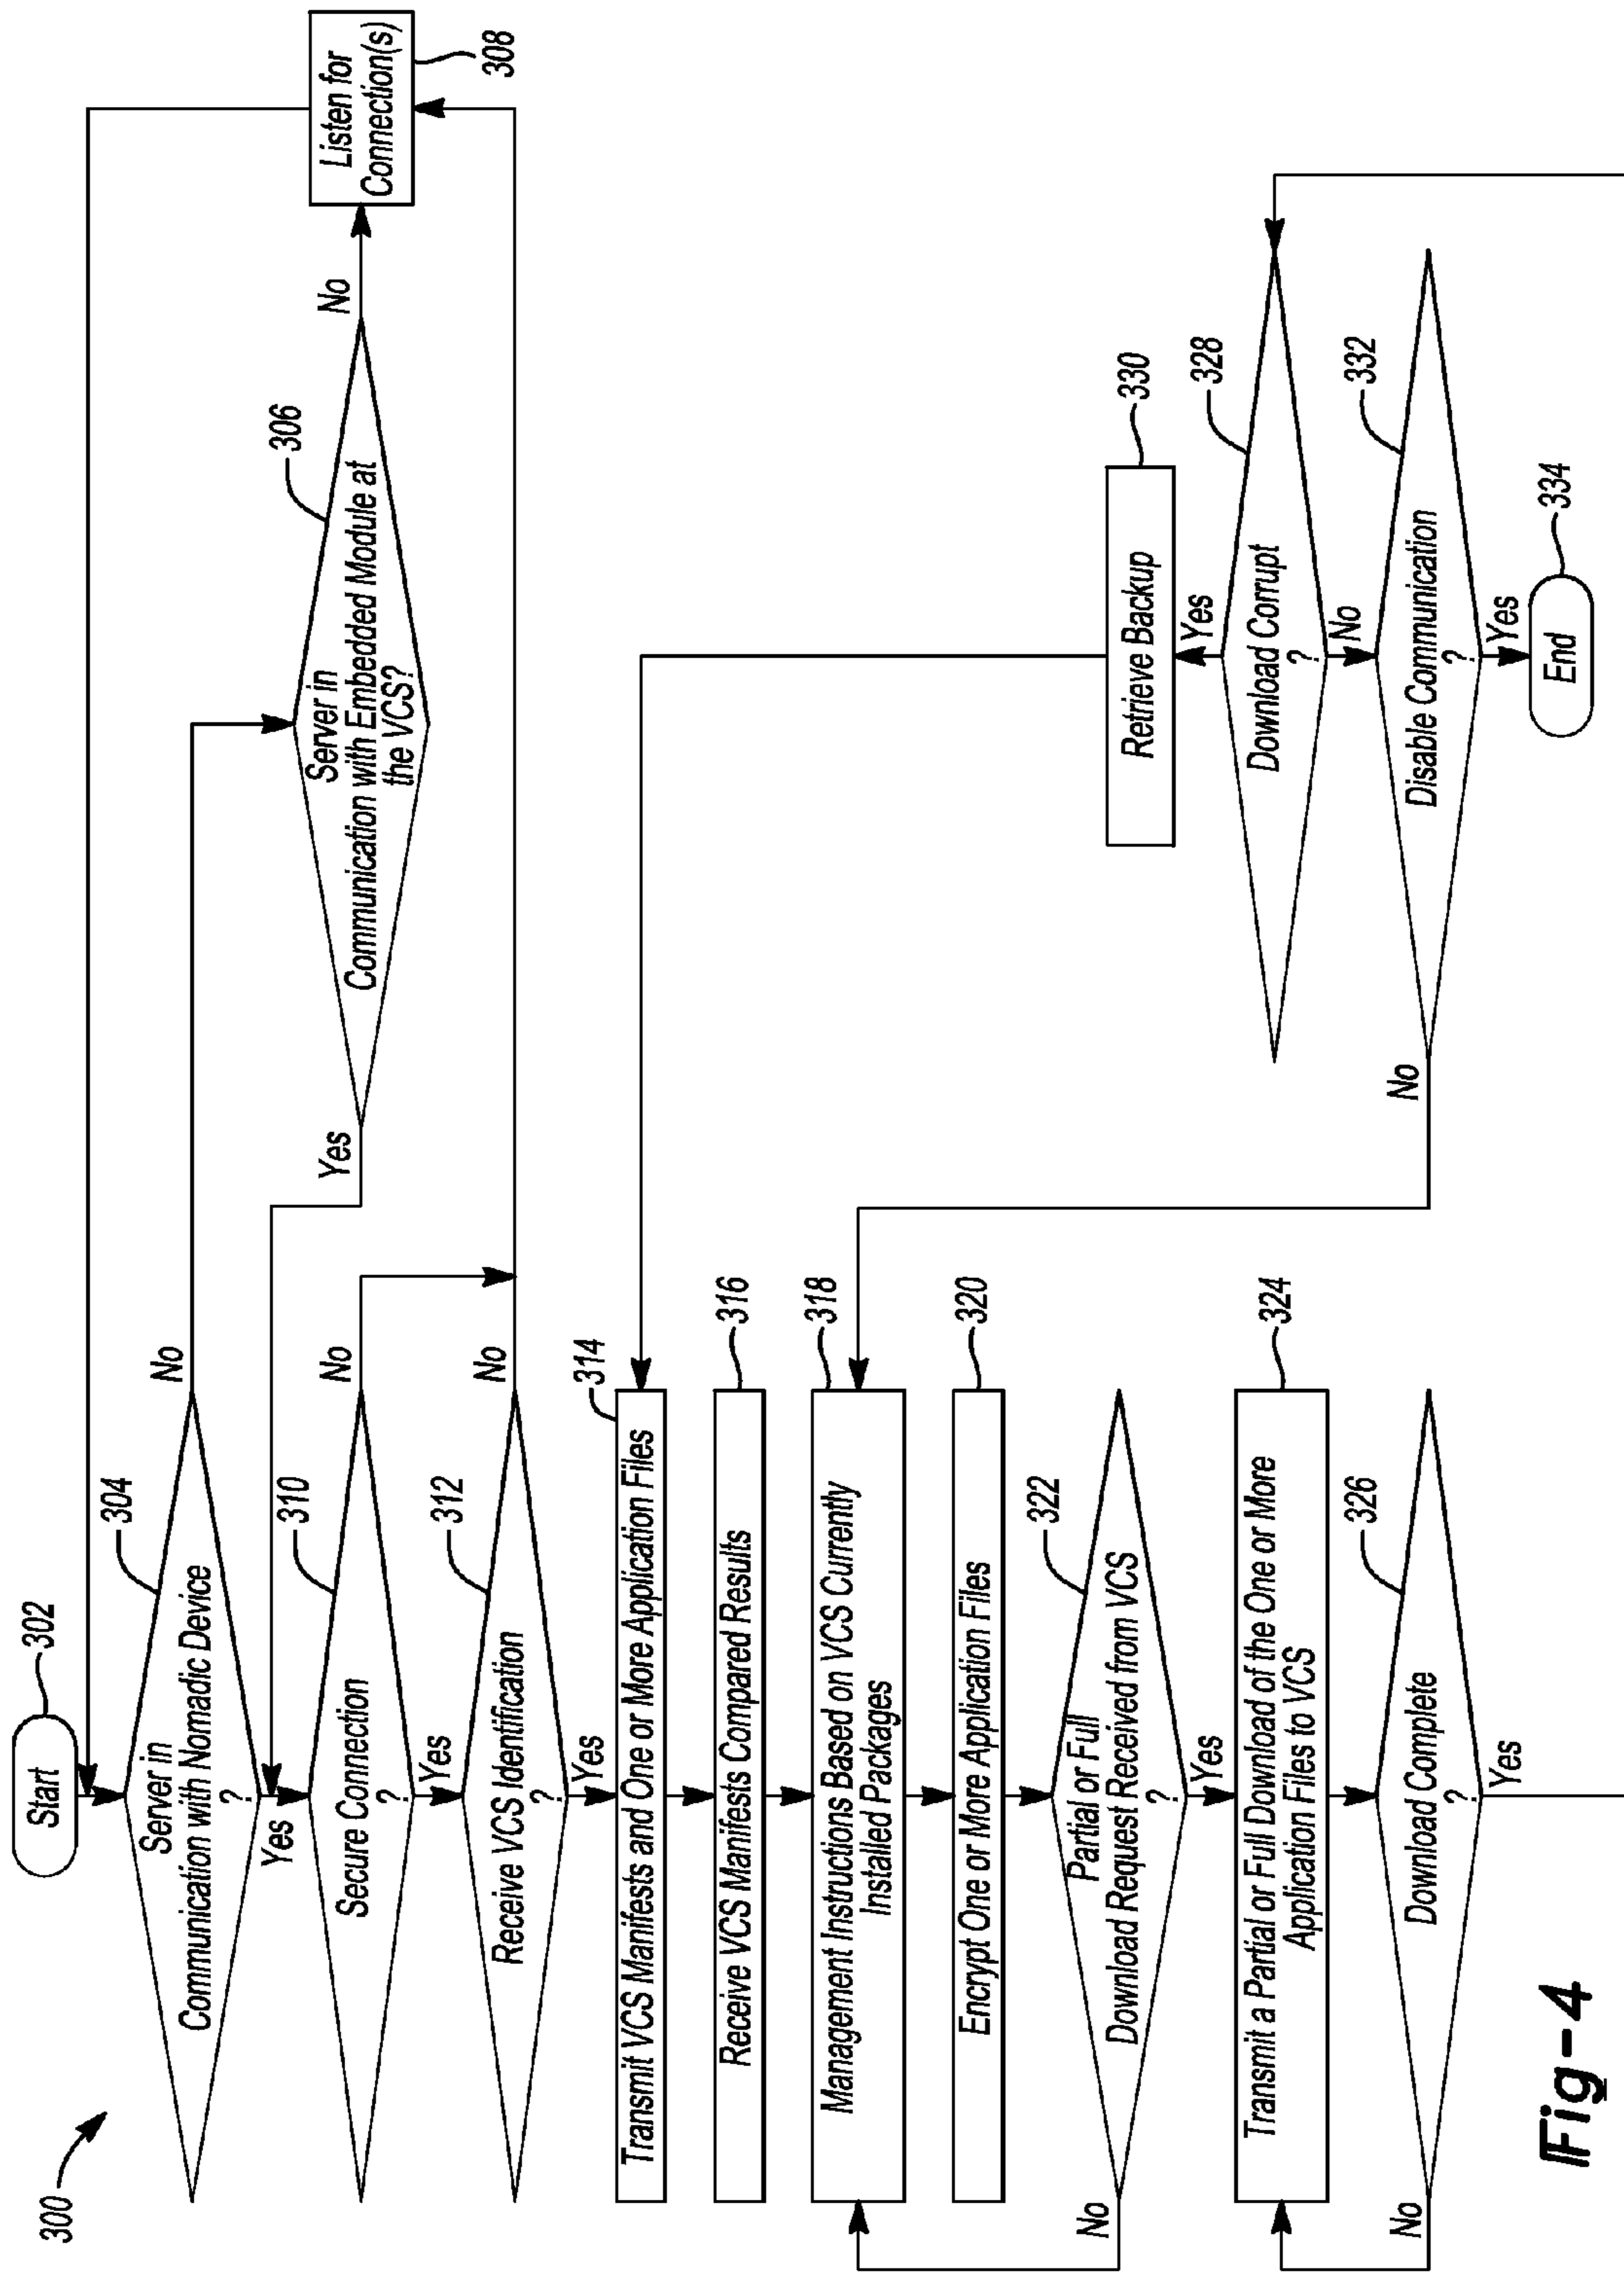 300
Start
302
Server in
Communication with Nomadic Device
?
304
No
Yes
Server in
Communication with Embedded Module at
the VCS?
306
Yes
No
Listen for
Connection(s)
308
Secure Connection
?
310
No
Yes
Receive VCS Identification
?
312
No
Yes
Transmit VCS Manifests and One or More Application Files
314
Receive VCS Manifests Compared Results
316
Management Instructions Based on VCS Currently
Installed Packages
318
Encrypt One or More Application Files
320
Partial or Full
Download Request Received from VCS
?
322
No
Yes
Transmit a Partial or Full Download of the One or More
Application Files to VCS
324
Download Complete
?
326
No
Yes
Retrieve Backup
330
Yes
Download Corrupt
?
328
No
Disable Communication
?
332
No
Yes
End
334
Fig-4